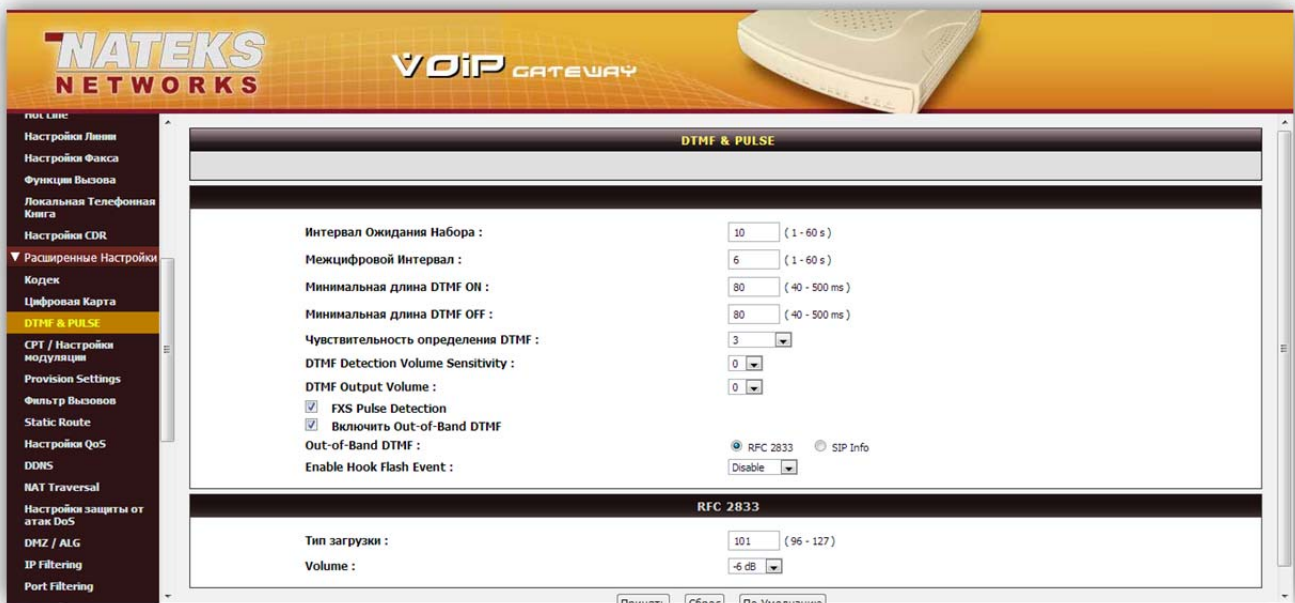 NATEKS
NETWORKS
VOIP GATEWAY
Hot Line
Настройки Линии
Настройки Факса
Функции Вызова
Локальная Телефонная
Книга
Настройки CDR
Расширенные Настройки
Кодек
Цифровая Карта
DTMF & PULSE
CPT / Настройки
модуляции
Provision Settings
Фильтр Вызовов
Static Route
Настройки QoS
DDNS
NAT Traversal
Настройки защиты от
атак DoS
DMZ / ALG
IP Filtering
Port Filtering
DTMF & PULSE
Интервал Ожидания Набора : 10 ( 1 - 60 s )
Межцифровой Интервал : 6 ( 1 - 60 s )
Минимальная длина DTMF ON : 80 ( 40 - 500 ms )
Минимальная длина DTMF OFF : 80 ( 40 - 500 ms )
Чувствительность определения DTMF : 3
DTMF Detection Volume Sensitivity : 0
DTMF Output Volume : 0
FXS Pulse Detection
Включить Out-of-Band DTMF
Out-of-Band DTMF : RFC 2833 SIP Info
Enable Hook Flash Event : Disable
RFC 2833
Тип загрузки : 101 ( 96 - 127 )
Volume : -6 dB
Принять Сброс По Умолчанию